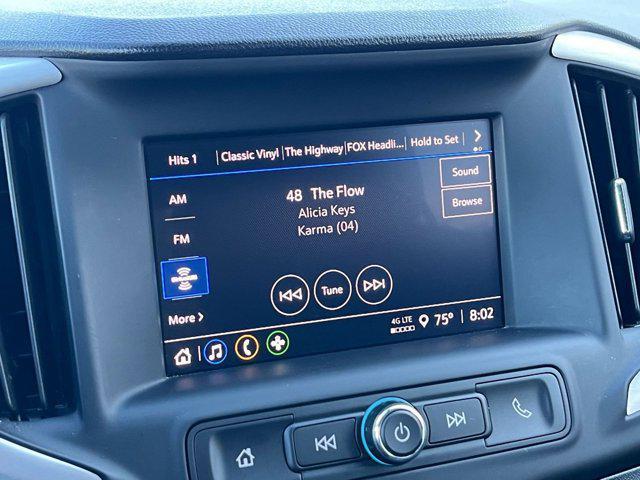 Hits 1 Classic Vinyl The Highway FOX Headli... Hold to Set
AM
48 The Flow
Sound
Alicia Keys
Browse
FM
Karma (04)
Tune
More
4G LTE 75° 8:02